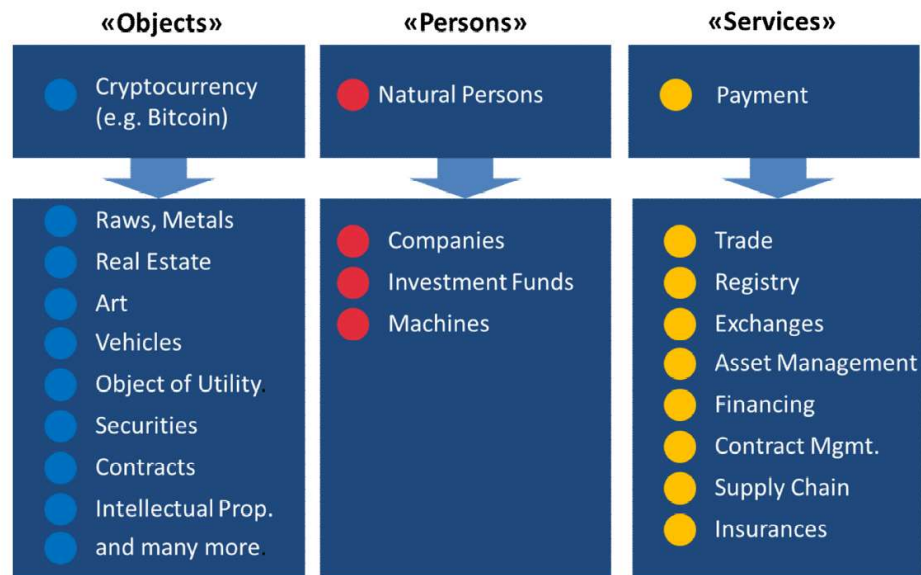 «Objects»
«Persons»
«Services»
Cryptocurrency
(e.g. Bitcoin)
Natural Persons
Payment
Raws, Metals
Real Estate
Art
Vehicles
Object of Utility.
Securities
Contracts
Intellectual Prop.
and many more.
Companies
Investment Funds
Machines
Trade
Registry
Exchanges
Asset Management
Financing
Contract Mgmt.
Supply Chain
Insurances